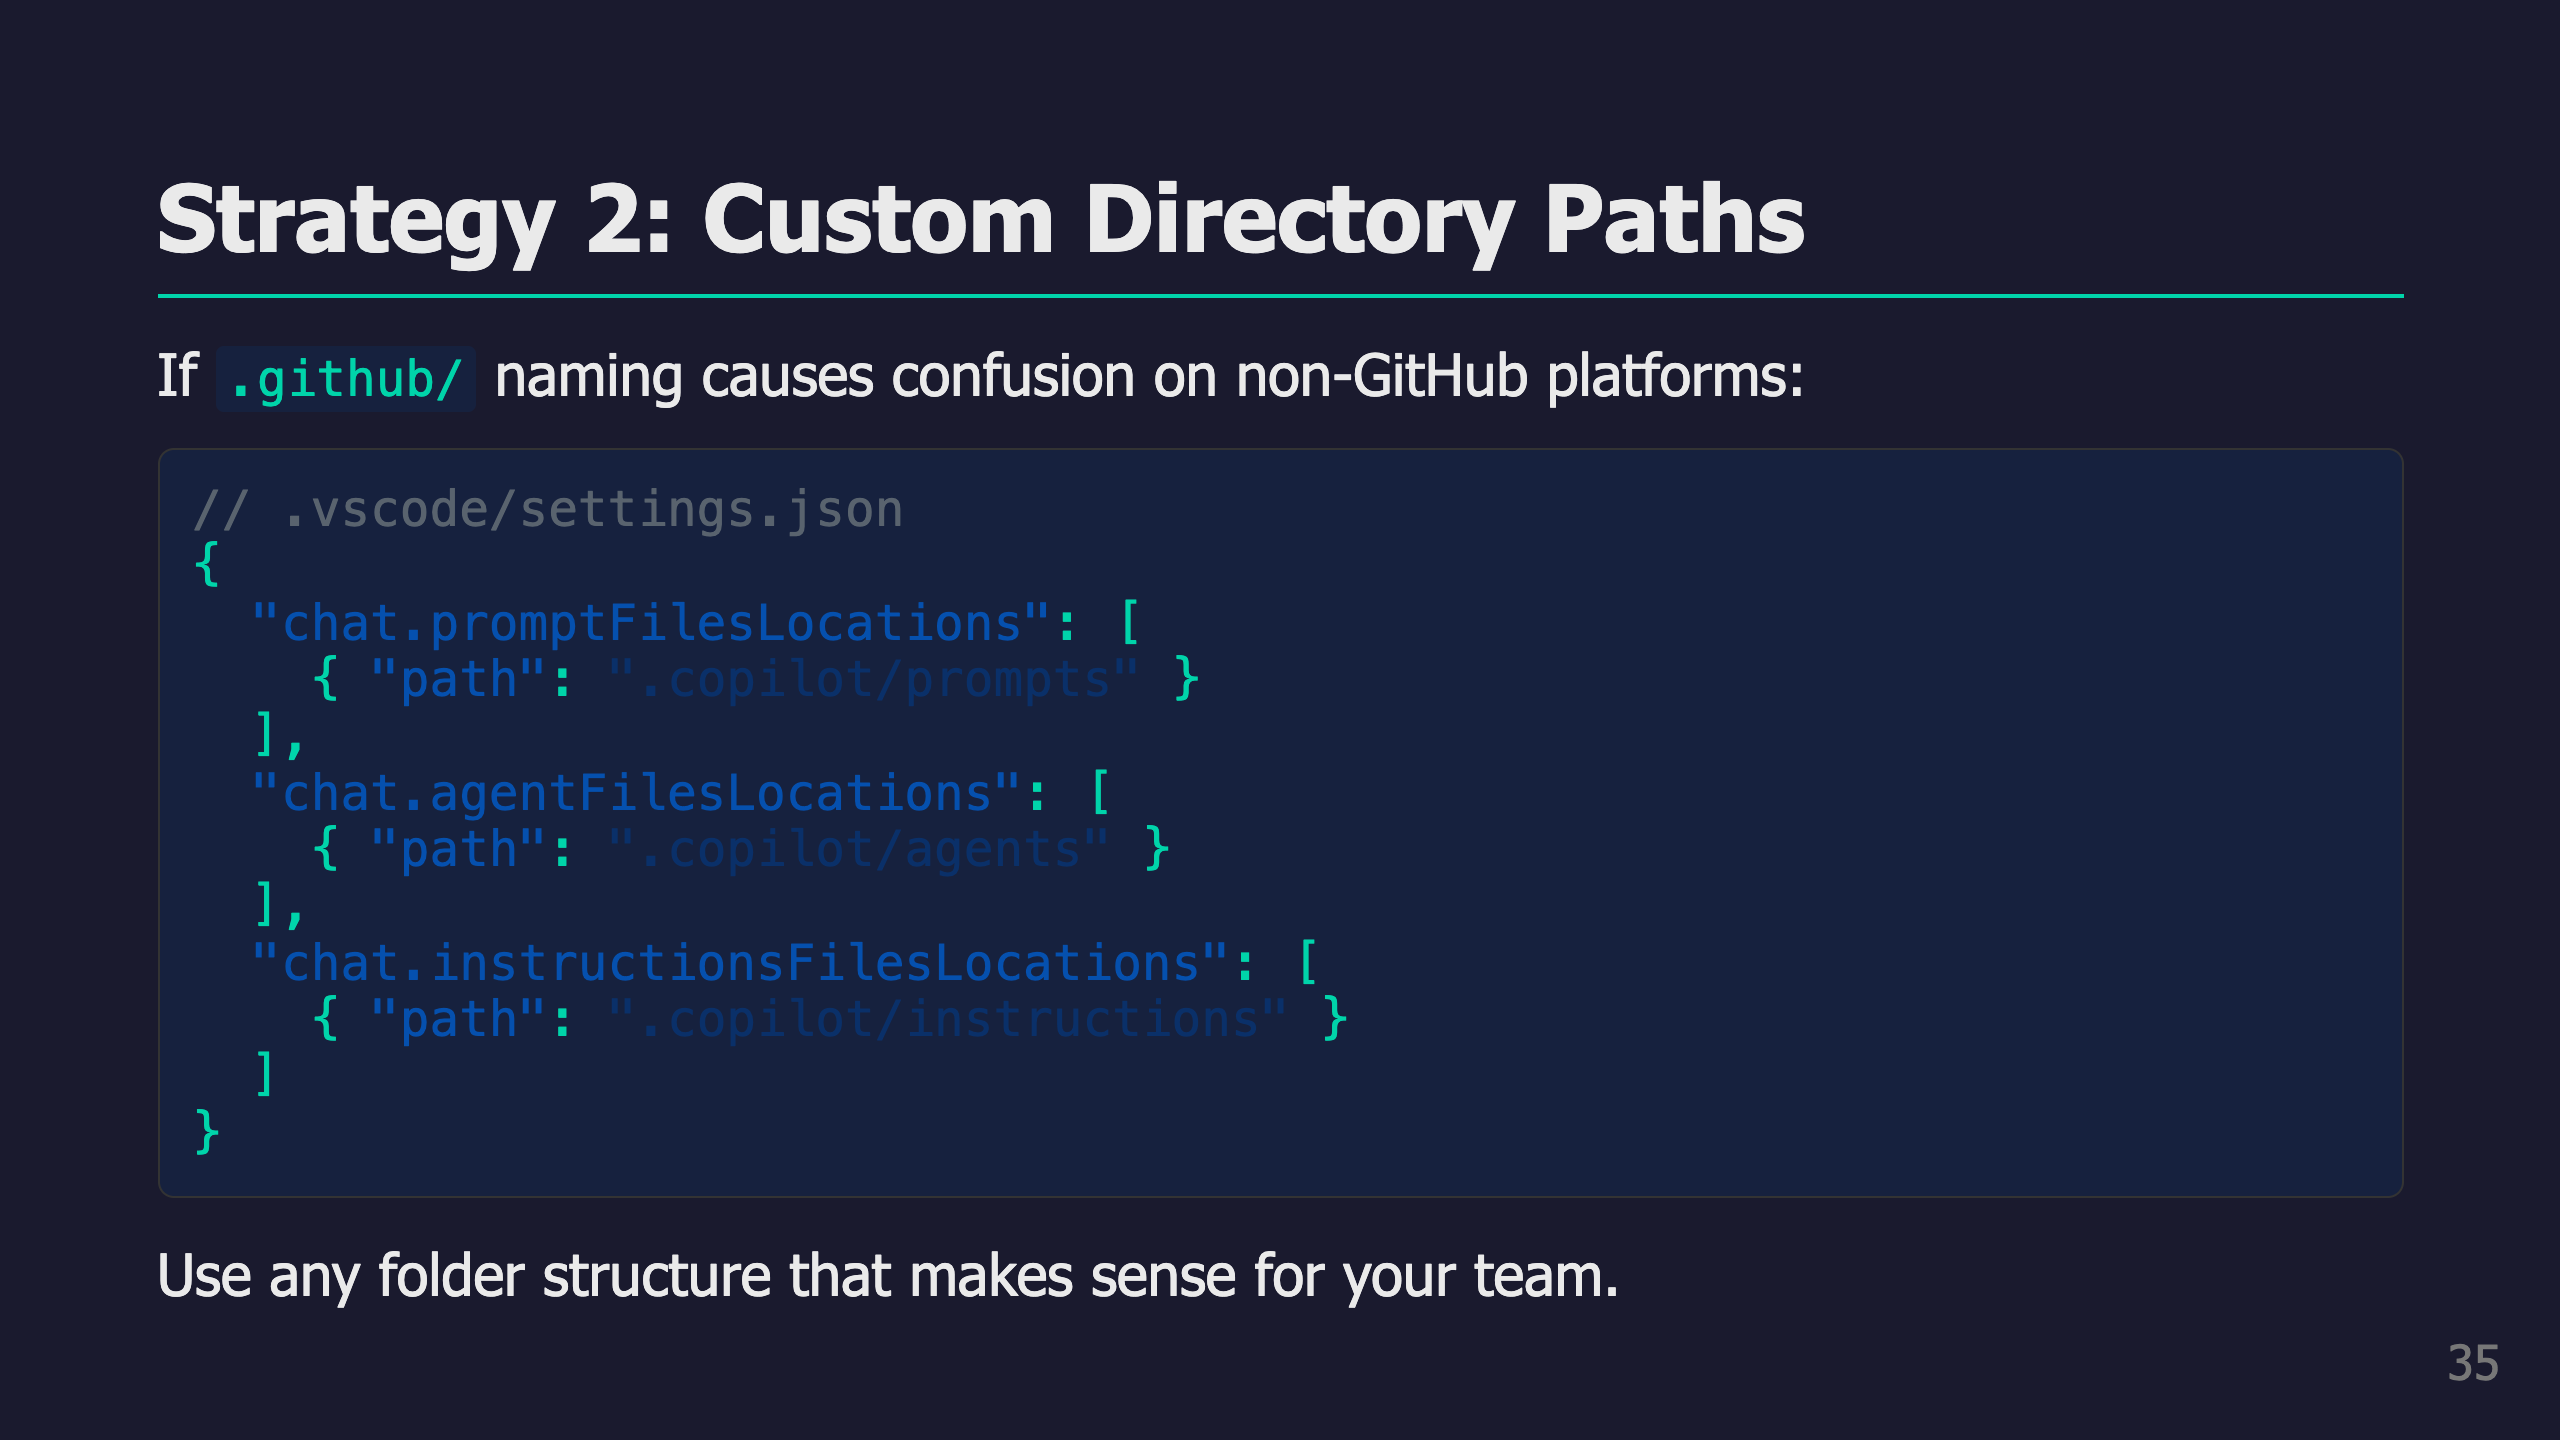 Strategy 2: Custom Directory Paths
If .github/ naming causes confusion on non-GitHub platforms:
// .vscode/settings.json
{
  "chat.promptFilesLocations": [
    { "path": ".copilot/prompts" }
  ],
  "chat.agentFilesLocations": [
    { "path": ".copilot/agents" }
  ],
  "chat.instructionsFilesLocations": [
    { "path": ".copilot/instructions" }
  ]
}
Use any folder structure that makes sense for your team.
35